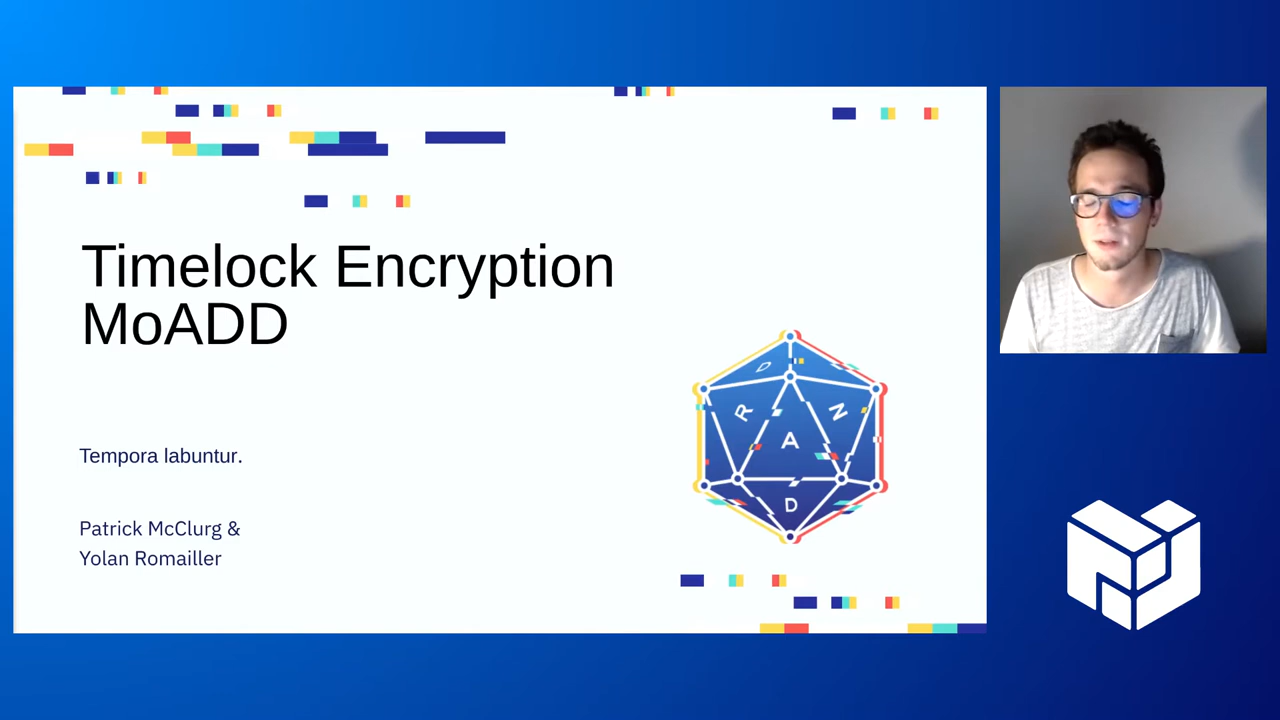 Timelock Encryption
MoADD
Tempora labuntur.
Patrick McClurg &
Yolan Romailler
D
R
N
A
D